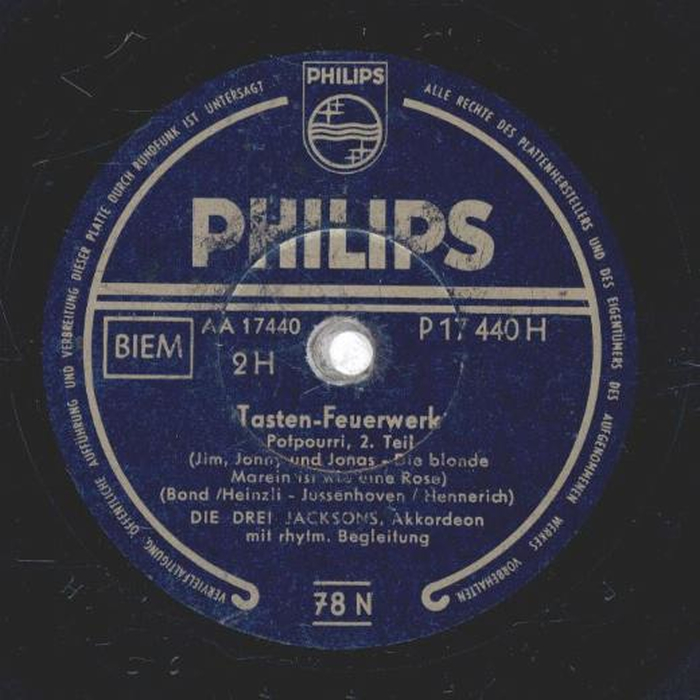 PHILIPS
ALLE RECHTE DES PLATTENHERSTELLERS UND DES EIGENTÜMERS DES AUFGENOMMENEN WERKES VORBEHALTEN
VERVIELFÄLTIGUNG, ÖFFENTLICHE AUFFÜHRUNG UND VERBREITUNG DIESER PLATTE DURCH RUNDFUNK IST UNTERSAGT
PHILIPS
BIEM AA 17440 P 17 440 H
2 H
Tasten-Feuerwerk
Potpourri, 2. Teil
(Jim, Jonny und Jonas - Die blonde
Marein ist wie eine Rose)
(Bond /Heinzli - Jussenhoven / Hennerich)
DIE DREI JACKSONS, Akkordeon
mit rhytm. Begleitung
78 N